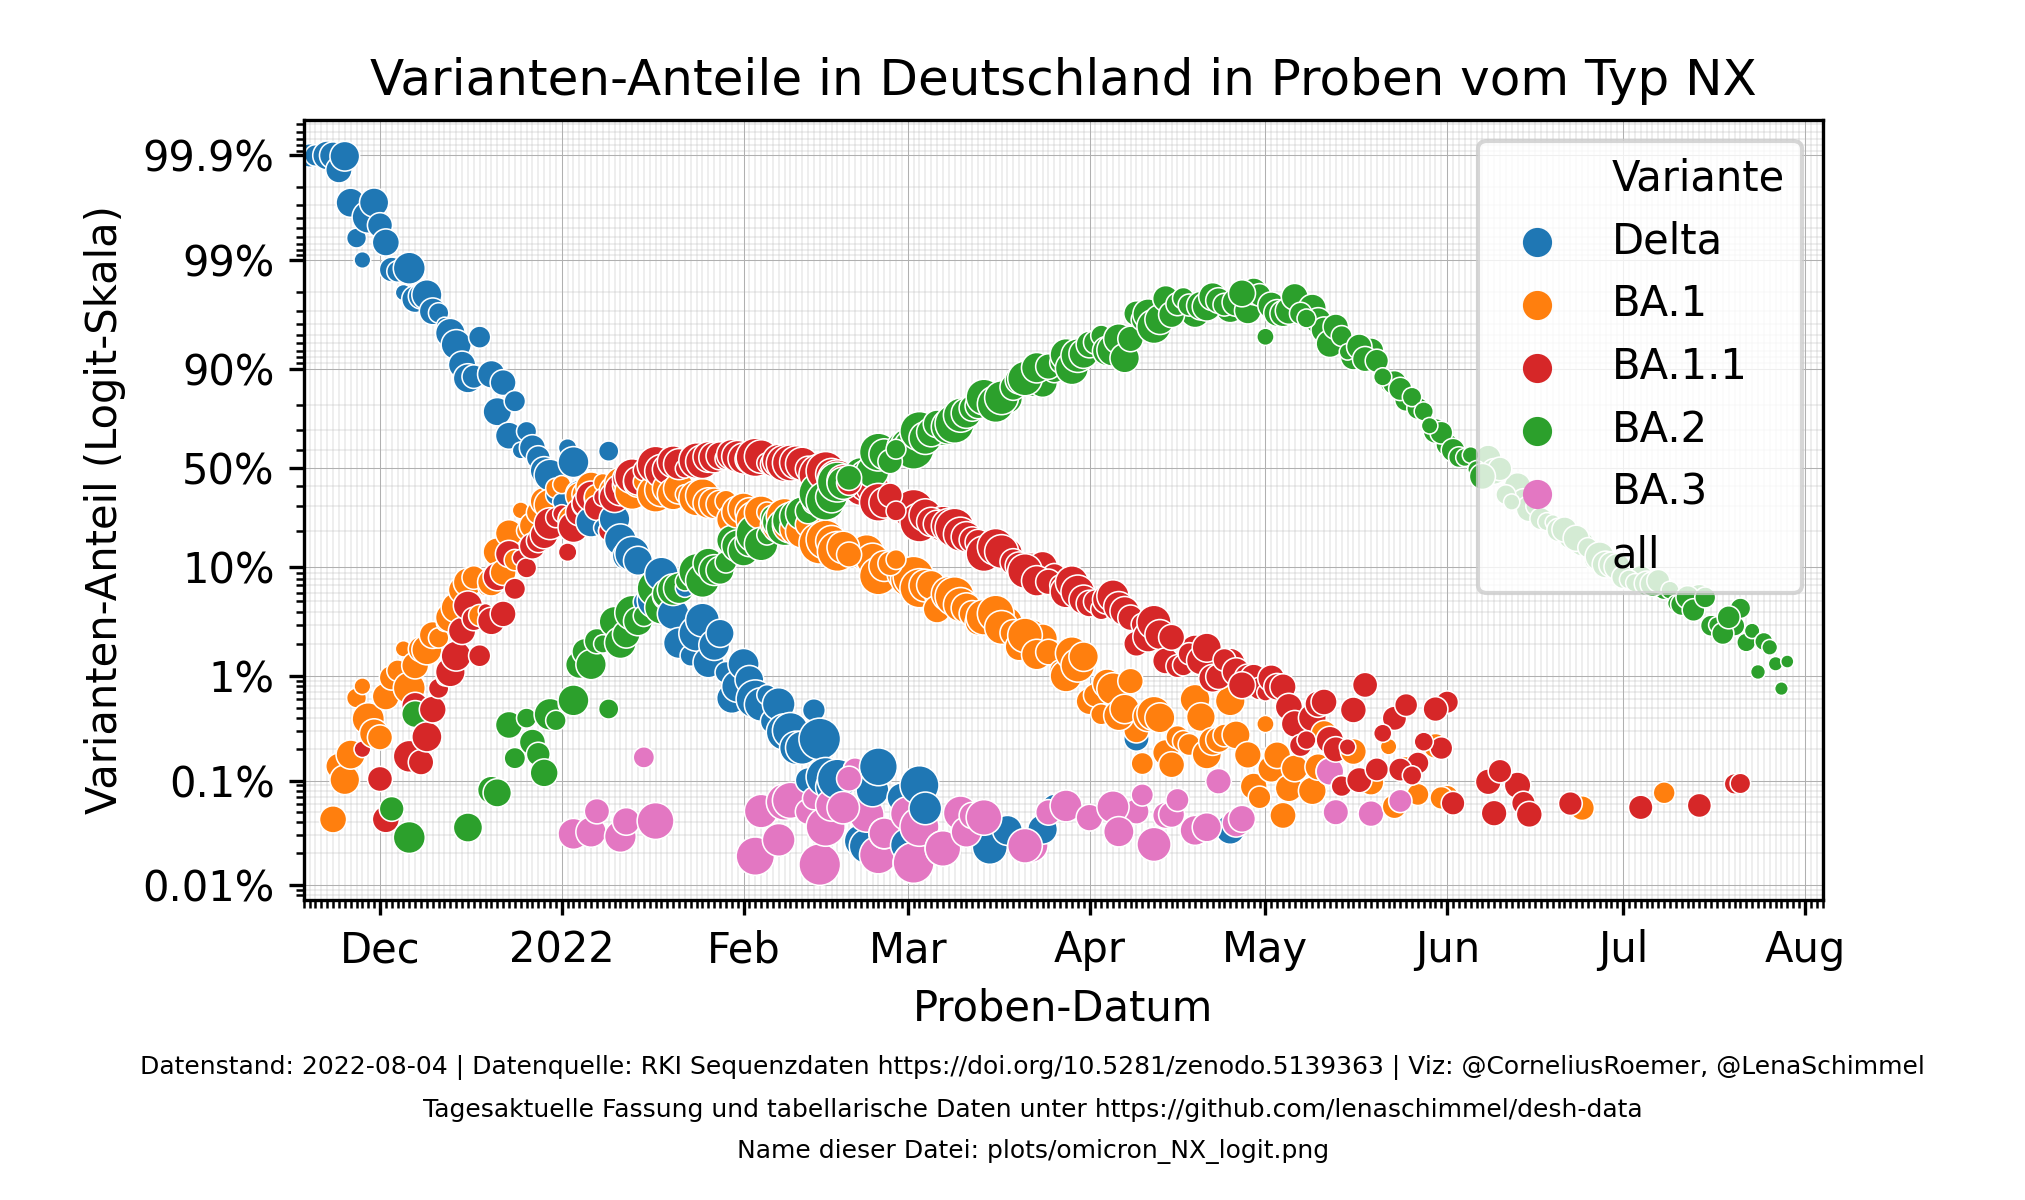 Varianten-Anteile in Deutschland in Proben vom Typ NX
Varianten-Anteil (Logit-Skala)
99.9%
99%
90%
50%
10%
1%
0.1%
0.01%
Variante
Delta
BA.1
BA.1.1
BA.2
BA.3
all
Dec 2022 Feb Mar Apr May Jun Jul Aug
Proben-Datum
Datenstand: 2022-08-04 | Datenquelle: RKI Sequenzdaten https://doi.org/10.5281/zenodo.5139363 | Viz: @CorneliusRoemer, @LenaSchimmel
Tagesaktuelle Fassung und tabellarische Daten unter https://github.com/lenaschimmel/desh-data
Name dieser Datei: plots/omicron_NX_logit.png